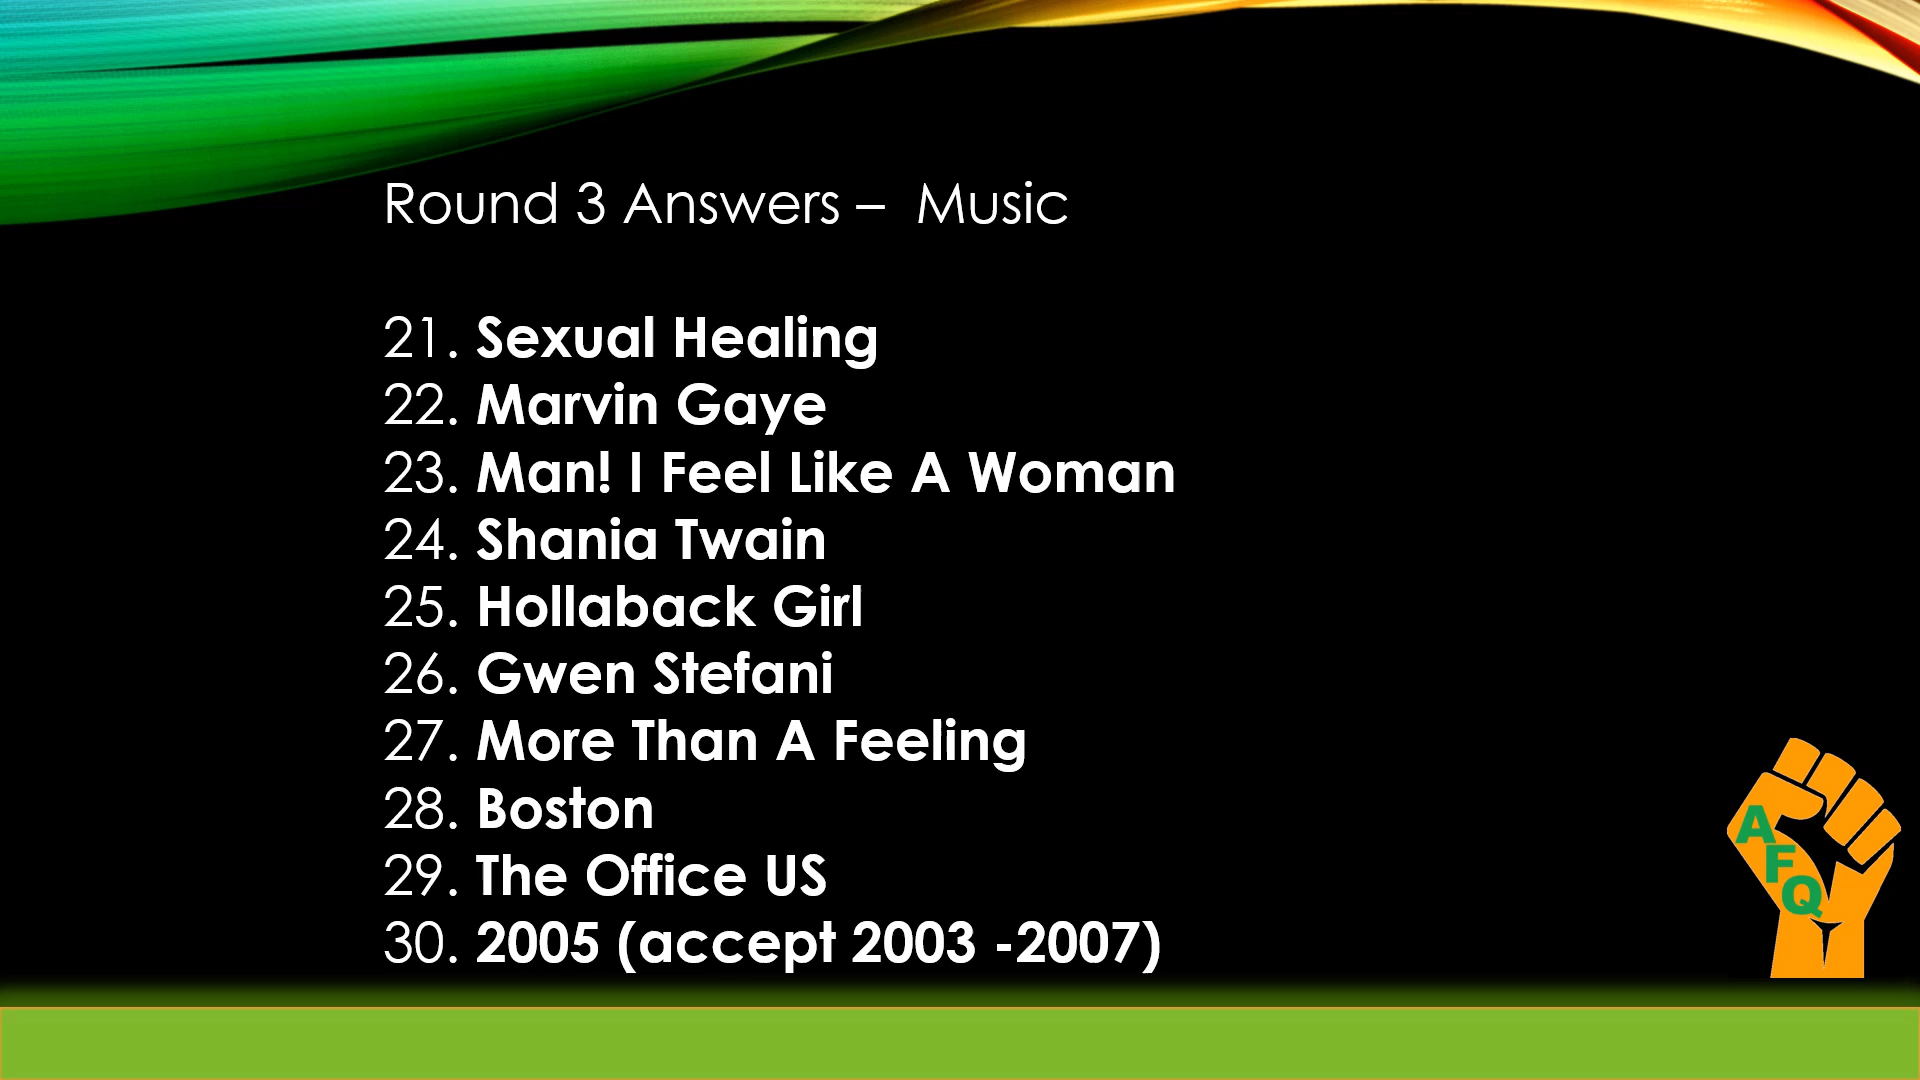 Round 3 Answers –  Music
21. Sexual Healing
22. Marvin Gaye
23. Man! I Feel Like A Woman
24. Shania Twain
25. Hollaback Girl
26. Gwen Stefani
27. More Than A Feeling
28. Boston
29. The Office US
30. 2005 (accept 2003 -2007)
A
F
Q